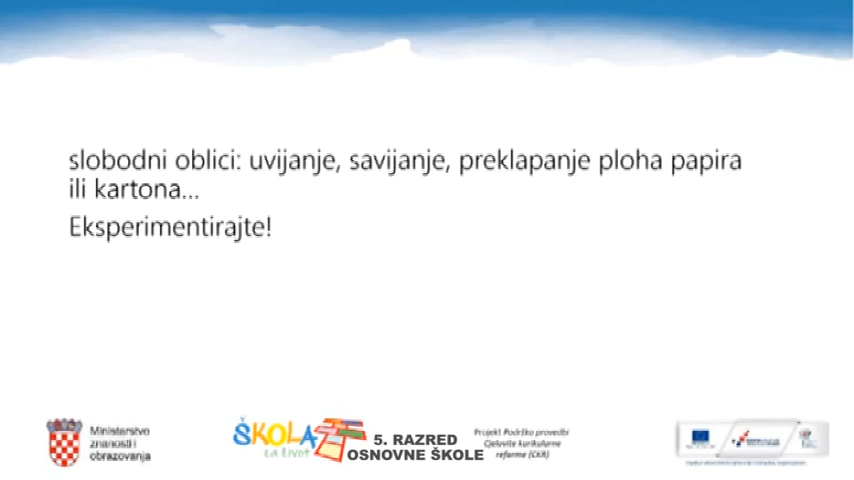 slobodni oblici: uvijanje, savijanje, preklapanje ploha papira
ili kartona...
Eksperimentirajte!
Ministarstvo
znanosti i
obrazovanja
ŠKOLA
za život
5. RAZRED
OSNOVNE ŠKOLE
Projekt Podrška provedbi
Cjelovite kurikularne
reforme (CKR)